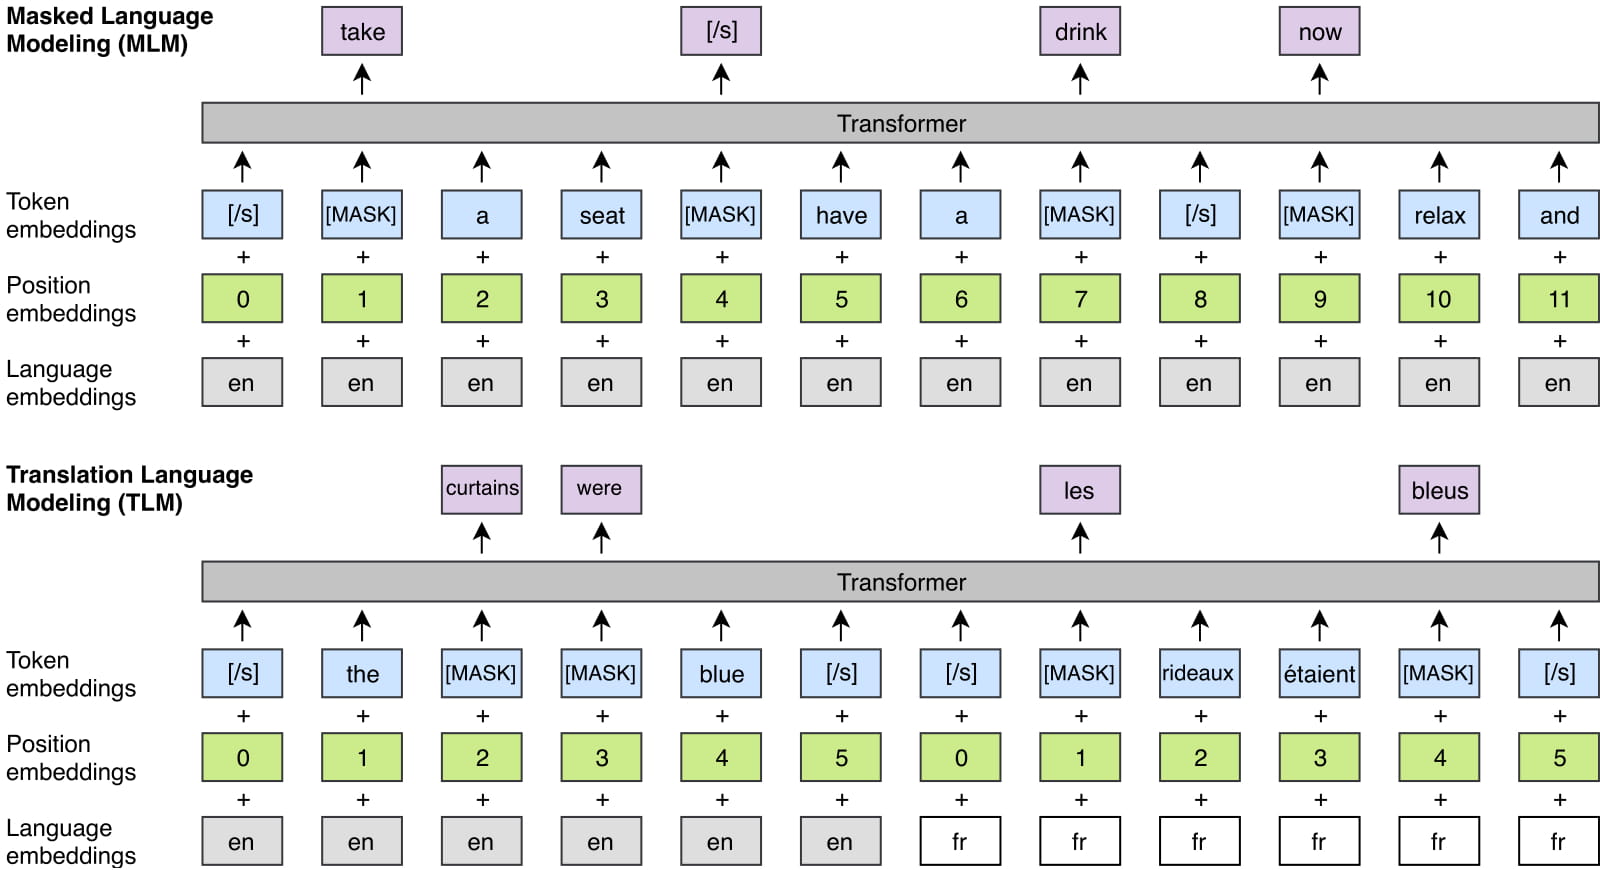 Masked Language
Modeling (MLM)
take [/s] drink now
Transformer
Token
embeddings
[/s] [MASK] a seat [MASK] have a [MASK] [/s] [MASK] relax and
+ + + + + + + + + + + +
Position
embeddings
0 1 2 3 4 5 6 7 8 9 10 11
+ + + + + + + + + + + +
Language
embeddings
en en en en en en en en en en en en
Translation Language
Modeling (TLM)
curtains were les bleus
Transformer
Token
embeddings
[/s] the [MASK] [MASK] blue [/s] [/s] [MASK] rideaux étaient [MASK] [/s]
+ + + + + + + + + + + +
Position
embeddings
0 1 2 3 4 5 0 1 2 3 4 5
+ + + + + + + + + + + +
Language
embeddings
en en en en en en fr fr fr fr fr fr